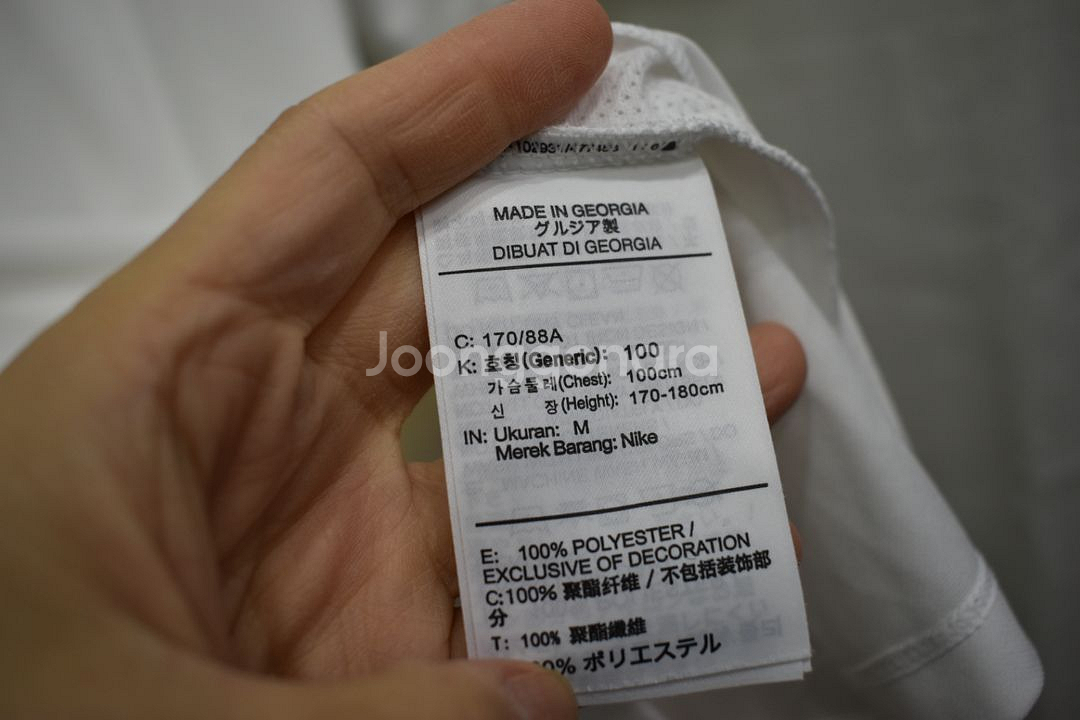 MADE IN GEORGIA
グルジア製
DIBUAT DI GEORGIA
C: 170/88A
Joonggonara
K: 호칭(Generic): 100
가슴둘레(Chest): 100cm
신 장(Height): 170-180cm
IN: Ukuran: M
Merek Barang: Nike
E: 100% POLYESTER /
EXCLUSIVE OF DECORATION
C:100% 聚酯纤维 / 不包括装饰部
分
T: 100% 聚酯纖維
% ポリエステル